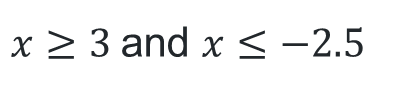 x ≥ 3 and x ≤ −2.5